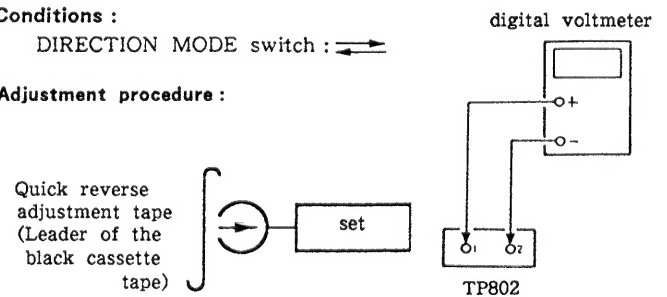 Conditions :
DIRECTION MODE switch : ⇄
Adjustment procedure :
Quick reverse
adjustment tape
(Leader of the
black cassette
tape)
set
digital voltmeter
+
-
1 2
TP802